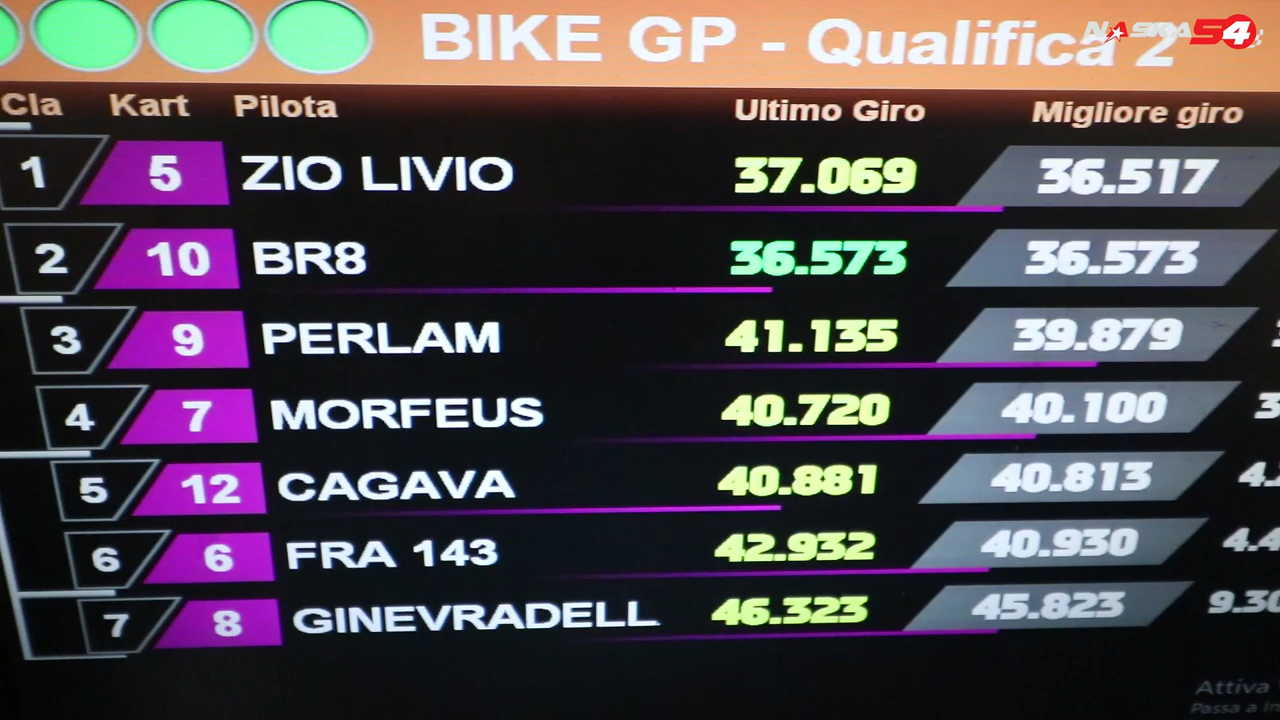 BIKE GP - Qualifica 2
NASKA 54
Cla Kart Pilota Ultimo Giro Migliore giro
1 5 ZIO LIVIO 37.069 36.517
2 10 BR8 36.573 36.573
3 9 PERLAM 41.135 39.879
4 7 MORFEUS 40.720 40.100
5 12 CAGAVA 40.881 40.813
6 6 FRA 143 42.932 40.930
7 8 GINEVRADELL 46.323 45.823
Attiva
Passa a